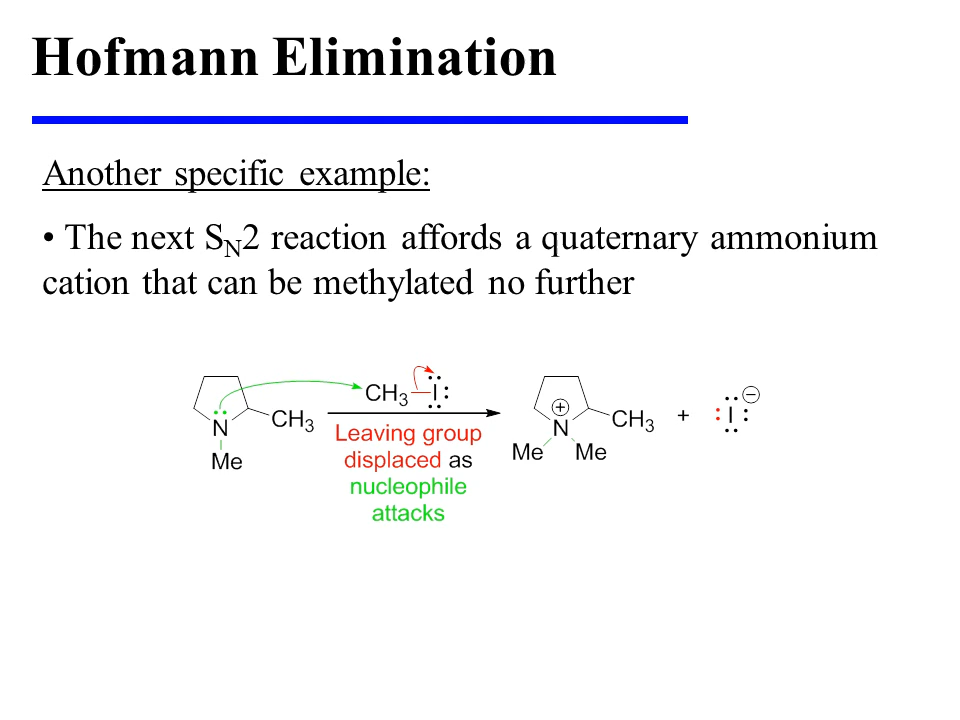 Hofmann Elimination
Another specific example:
• The next SN2 reaction affords a quaternary ammonium
cation that can be methylated no further
N
Me
CH3
CH3 I
Leaving group
displaced as
nucleophile
attacks
+
N
Me Me
CH3
+
I −